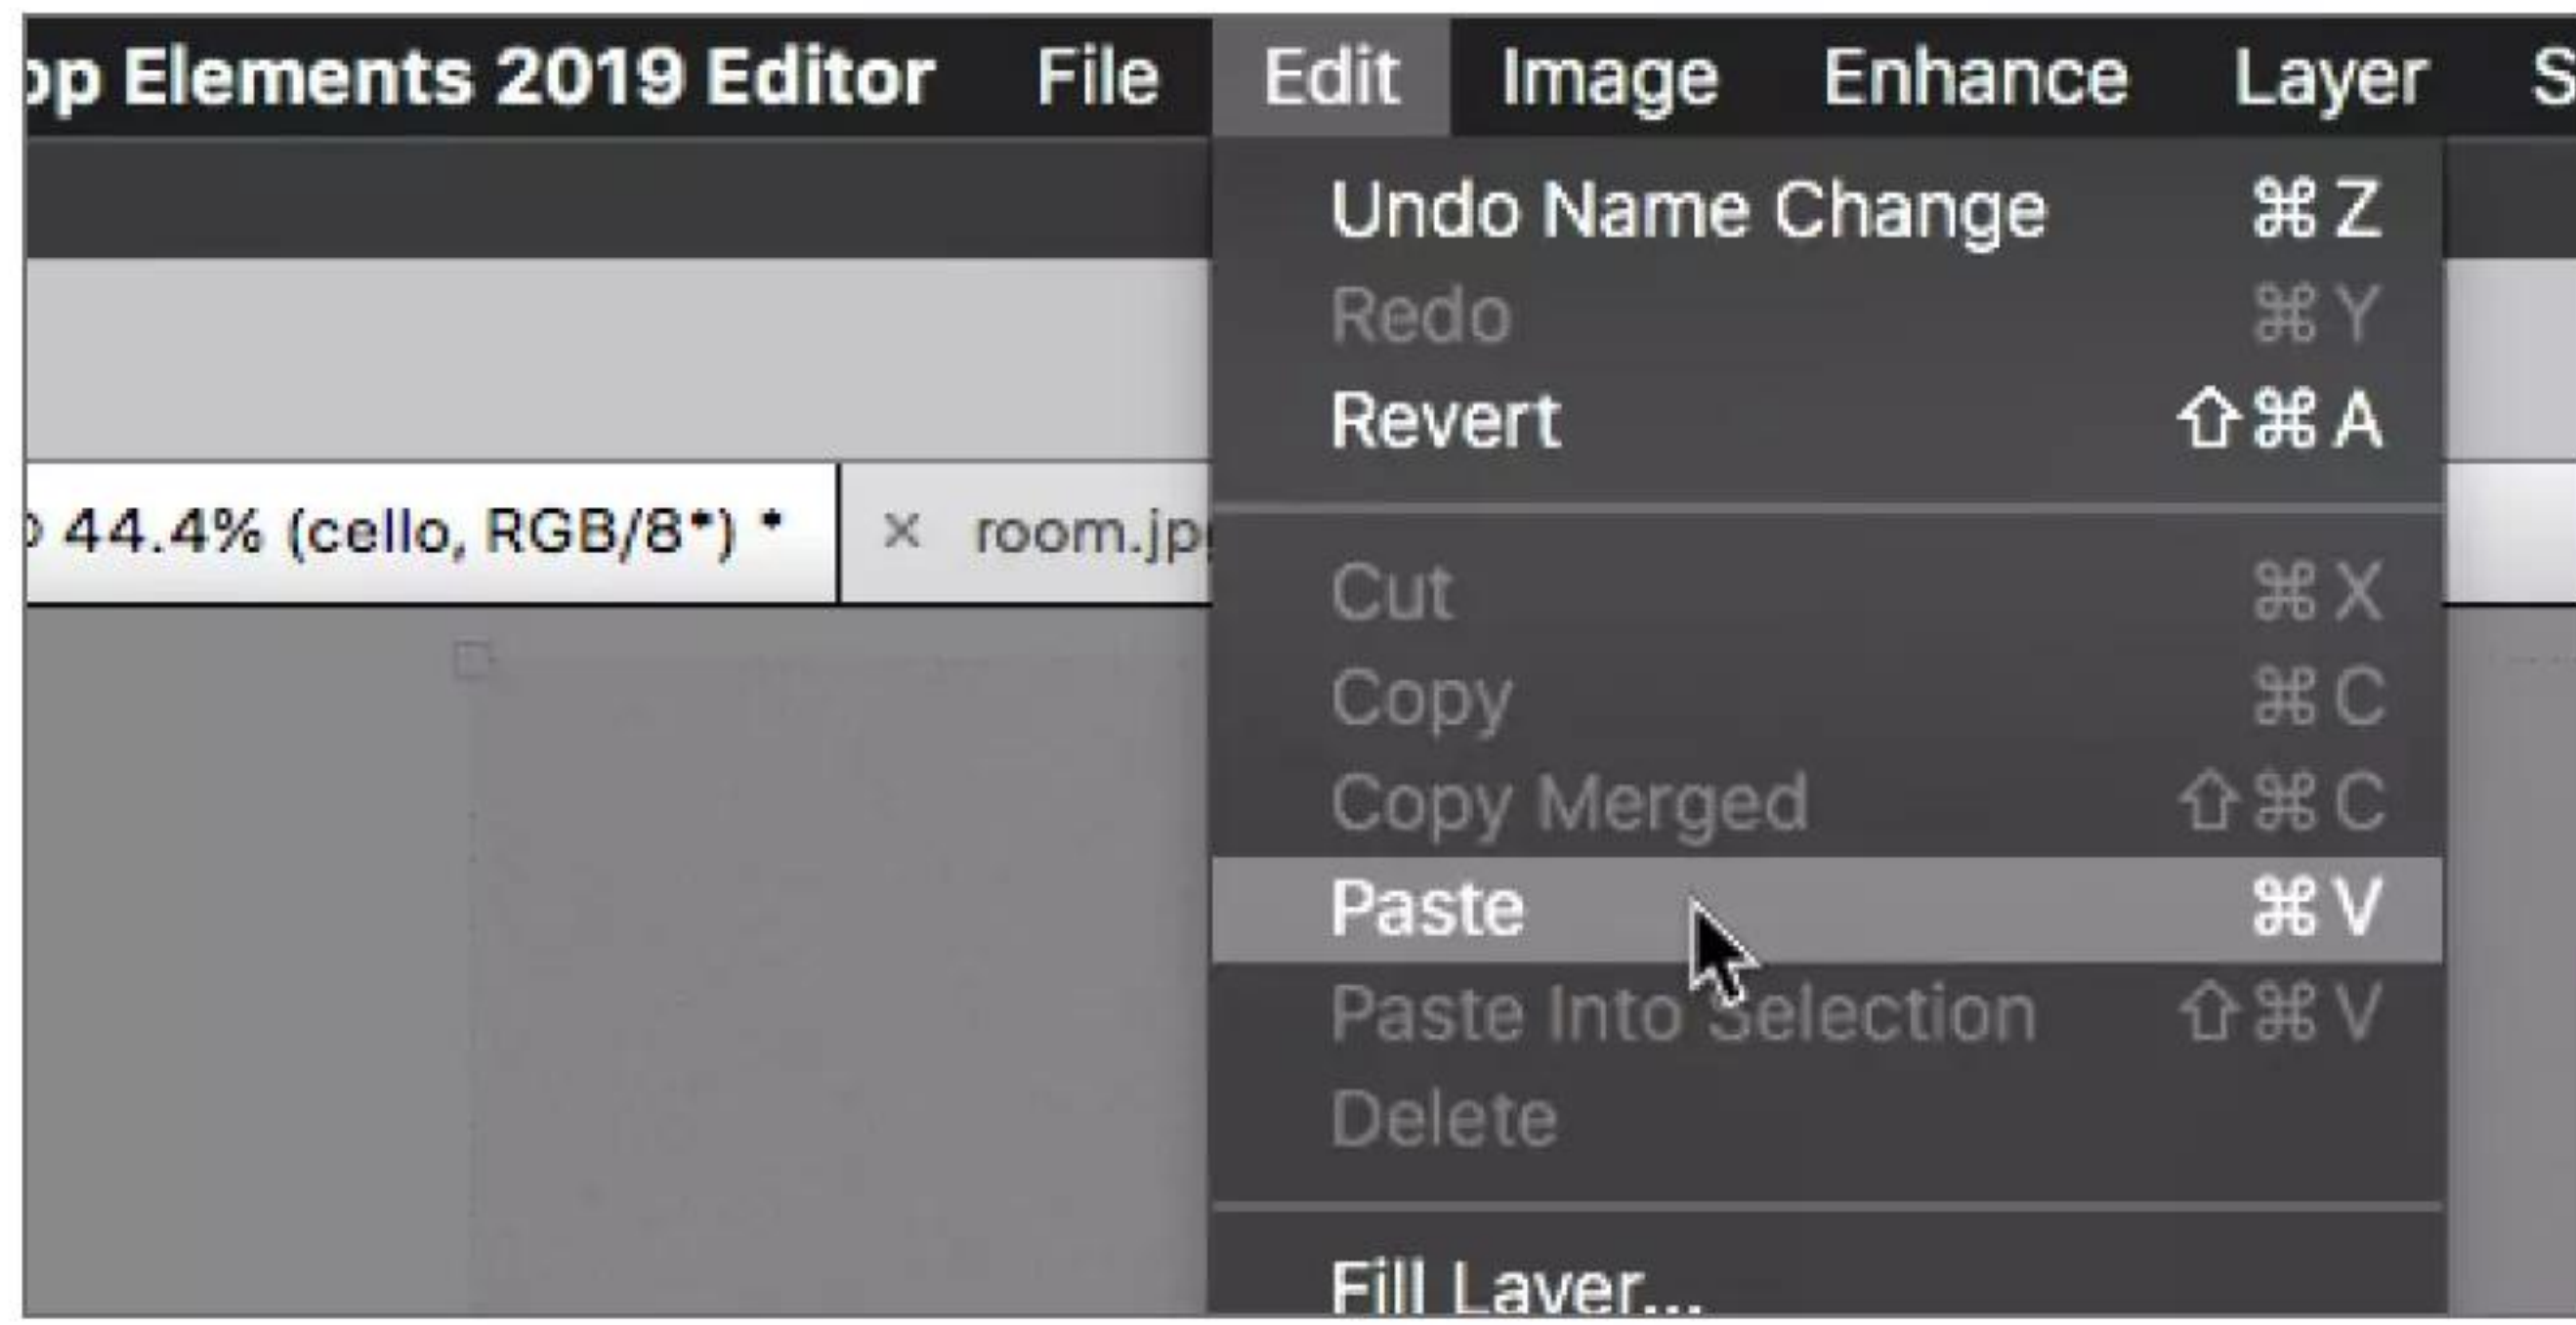 op Elements 2019 Editor File Edit Image Enhance Layer S
Undo Name Change ⌘Z
Redo ⌘Y
Revert ⇧⌘A
44.4% (cello, RGB/8*) * × room.jp
Cut ⌘X
Copy ⌘C
Copy Merged ⇧⌘C
Paste ⌘V
Paste Into Selection ⇧⌘V
Delete
Fill Layer...